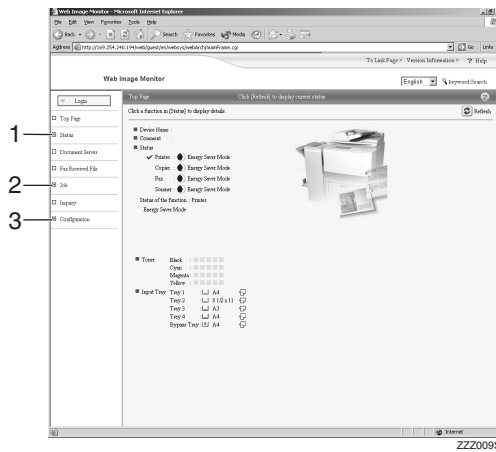 Web Image Monitor - Microsoft Internet Explorer
File Edit View Favorites Tools Help
Back Search Favorites Media
Address http://169.254.240.194/web/guest/en/websys/webArch/mainFrame.cgi Go Links
To Link Page > Version Information > ? Help
Web Image Monitor
English keyword Search
Login
Top Page
Click [Refresh] to display current status.
Click a function in [Status] to display details.
Refresh
Top Page
1
Status
Document Server
Fax Received File
2
Job
Inquiry
3
Configuration
Device Name :
Comment :
Status
Printer : Energy Saver Mode
Copier : Energy Saver Mode
Fax : Energy Saver Mode
Scanner : Energy Saver Mode
Status of the function : Printer
Energy Saver Mode
Toner Black :
Cyan :
Magenta :
Yellow :
Input Tray Tray 1 : A4
Tray 2 : 8 1/2 x 11
Tray 3 : A3
Tray 4 : A4
Bypass Tray : A4
Internet